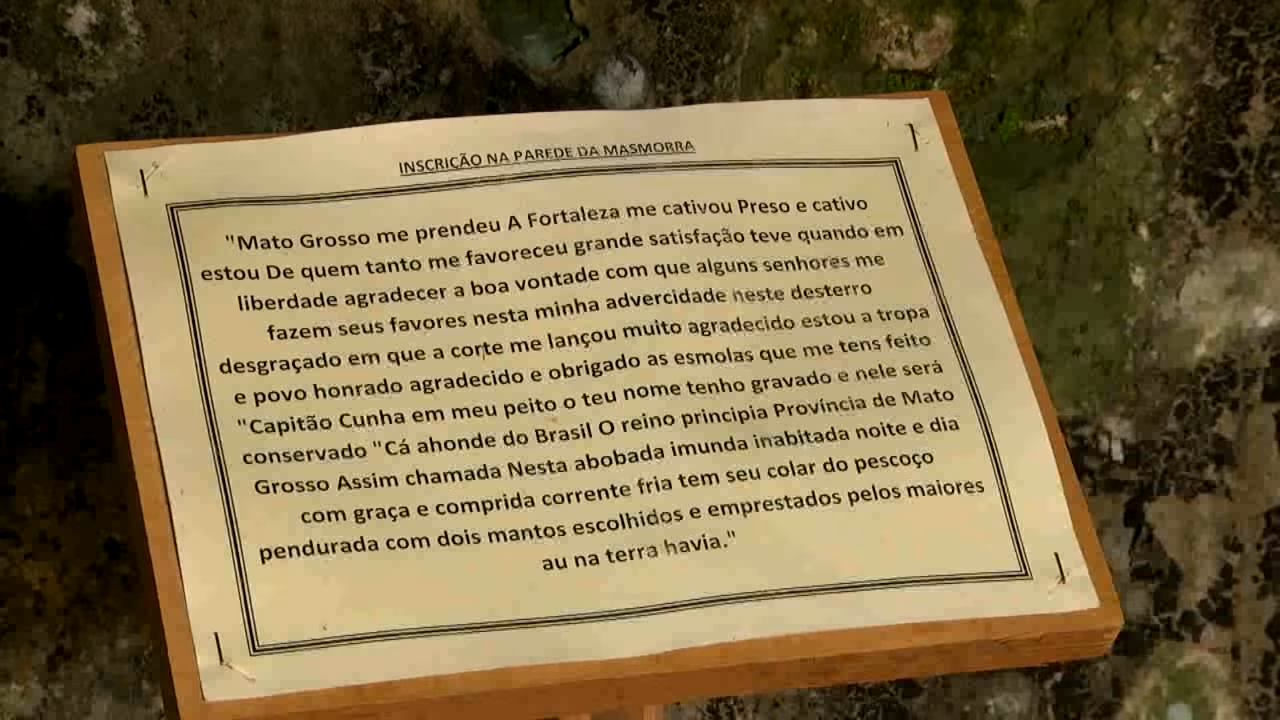 INSCRIÇÃO NA PAREDE DA MASMORRA
"Mato Grosso me prendeu A Fortaleza me cativou Preso e cativo
estou De quem tanto me favoreceu grande satisfação teve quando em
liberdade agradecer a boa vontade com que alguns senhores me
fazem seus favores nesta minha advercidade neste desterro
desgraçado em que a corte me lançou muito agradecido estou a tropa
e povo honrado agradecido e obrigado as esmolas que me tens feito
"Capitão Cunha em meu peito o teu nome tenho gravado e nele será
conservado "Cá ahonde do Brasil O reino principia Província de Mato
Grosso Assim chamada Nesta abobada imunda inabitada noite e dia
com graça e comprida corrente fria tem seu colar do pescoço
pendurada com dois mantos escolhidos e emprestados pelos maiores
au na terra havia."